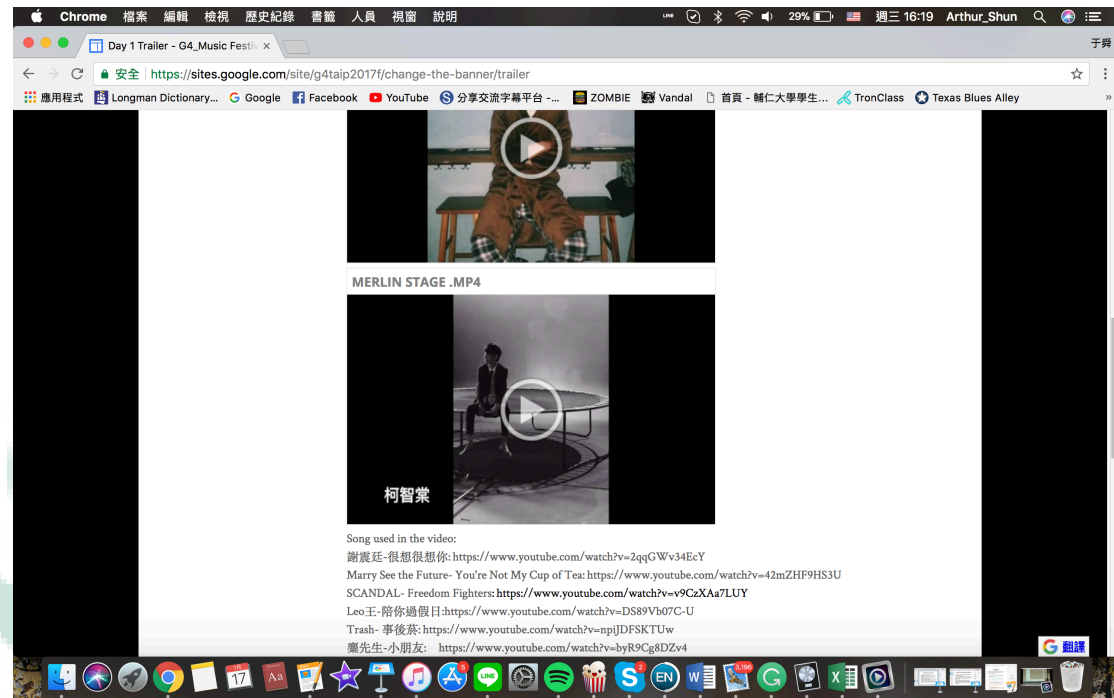 Chrome 檔案 編輯 檢視 歷史紀錄 書籤 人員 視窗 說明 LINE 29% 週三 16:19 Arthur_Shun
Day 1 Trailer - G4_Music Festiv 于舜
安全 https://sites.google.com/site/g4taip2017f/change-the-banner/trailer
應用程式 Longman Dictionary... Google Facebook YouTube 分享交流字幕平台 -... ZOMBIE Vandal 首頁 - 輔仁大學學生... TronClass Texas Blues Alley »
MERLIN STAGE .MP4
柯智棠
Song used in the video:
謝震廷-很想很想你: https://www.youtube.com/watch?v=2qqGWv34EcY
Marry See the Future- You're Not My Cup of Tea: https://www.youtube.com/watch?v=42mZHF9HS3U
SCANDAL- Freedom Fighters: https://www.youtube.com/watch?v=v9CzXAa7LUY
Leo王-陪你過假日:https://www.youtube.com/watch?v=DS89Vb07C-U
Trash- 事後菸: https://www.youtube.com/watch?v=npiJDFSKTUw
麋先生-小朋友: https://www.youtube.com/watch?v=byR9Cg8DZv4
G 翻譯
17 Aa 5 LINE S 2 EN W 3,196 G X